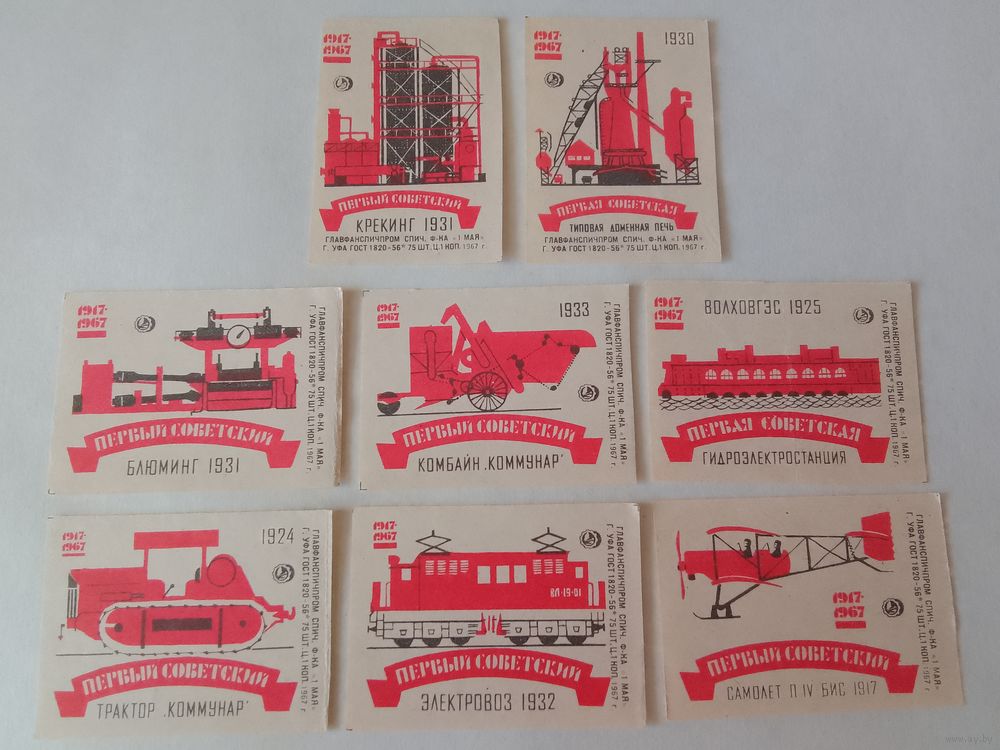 1917-
1967
ПЕРВЫЙ СОВЕТСКИЙ
КРЕКИНГ 1931
ГЛАВФАНСПИЧПРОМ СПИЧ. Ф-КА «1 МАЯ»
Г. УФА ГОСТ 1820-56* 75 ШТ. Ц. 1 КОП. 1967 г.
1917-
1967
1930
ПЕРВАЯ СОВЕТСКАЯ
ТИПОВАЯ ДОМЕННАЯ ПЕЧЬ
ГЛАВФАНСПИЧПРОМ СПИЧ. Ф-КА «1 МАЯ»
Г. УФА ГОСТ 1820-56* 75 ШТ. Ц. 1 КОП. 1967 г.
1917-
1967
ПЕРВЫЙ СОВЕТСКИЙ
БЛЮМИНГ 1931
ГЛАВФАНСПИЧПРОМ СПИЧ. Ф-КА «1 МАЯ»
Г. УФА ГОСТ 1820-56* 75 ШТ. Ц. 1 КОП. 1967 г.
1917-
1967
1933
ПЕРВЫЙ СОВЕТСКИЙ
КОМБАЙН „КОММУНАР"
ГЛАВФАНСПИЧПРОМ СПИЧ. Ф-КА «1 МАЯ»
Г. УФА ГОСТ 1820-56* 75 ШТ. Ц. 1 КОП. 1967 г.
1917-
1967
ВОЛХОВГЭС 1925
ПЕРВАЯ СОВЕТСКАЯ
ГИДРОЭЛЕКТРОСТАНЦИЯ
ГЛАВФАНСПИЧПРОМ СПИЧ. Ф-КА «1 МАЯ»
Г. УФА ГОСТ 1820-56* 75 ШТ. Ц. 1 КОП. 1967 г.
1917-
1967
1924
ПЕРВЫЙ СОВЕТСКИЙ
ТРАКТОР „КОММУНАР"
ГЛАВФАНСПИЧПРОМ СПИЧ. Ф-КА «1 МАЯ»
Г. УФА ГОСТ 1820-56* 75 ШТ. Ц. 1 КОП. 1967 г.
1917-
1967
ВЛ·19·01
ПЕРВЫЙ СОВЕТСКИЙ
ЭЛЕКТРОВОЗ 1932
ГЛАВФАНСПИЧПРОМ СПИЧ. Ф-КА «1 МАЯ»
Г. УФА ГОСТ 1820-56* 75 ШТ. Ц. 1 КОП. 1967 г.
1917-
1967
ПЕРВЫЙ СОВЕТСКИЙ
САМОЛЕТ П IV БИС 1917
ГЛАВФАНСПИЧПРОМ СПИЧ. Ф-КА «1 МАЯ»
Г. УФА ГОСТ 1820-56* 75 ШТ. Ц. 1 КОП. 1967 г.
www.ay.by